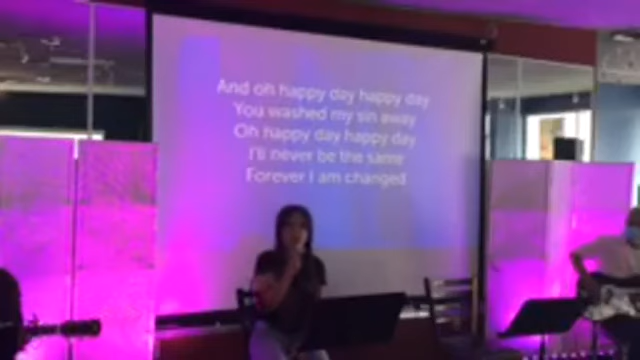 And oh happy day happy day
You washed my sin away
Oh happy day happy day
I'll never be the same
Forever I am changed